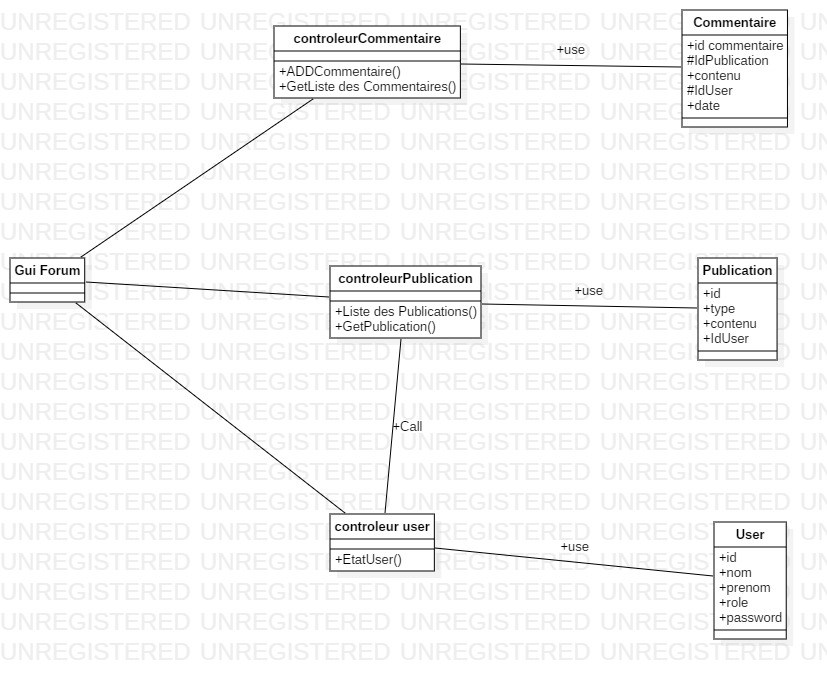 controleurCommentaire
+ADDCommentaire()
+GetListe des Commentaires()
+use
Commentaire
+id commentaire
#IdPublication
+contenu
#IdUser
+date
Gui Forum
controleurPublication
+Liste des Publications()
+GetPublication()
+use
Publication
+id
+type
+contenu
+IdUser
+Call
controleur user
+EtatUser()
+use
User
+id
+nom
+prenom
+role
+password
UNREGISTERED UNREGISTERED UNREGISTERED UNREGISTERED